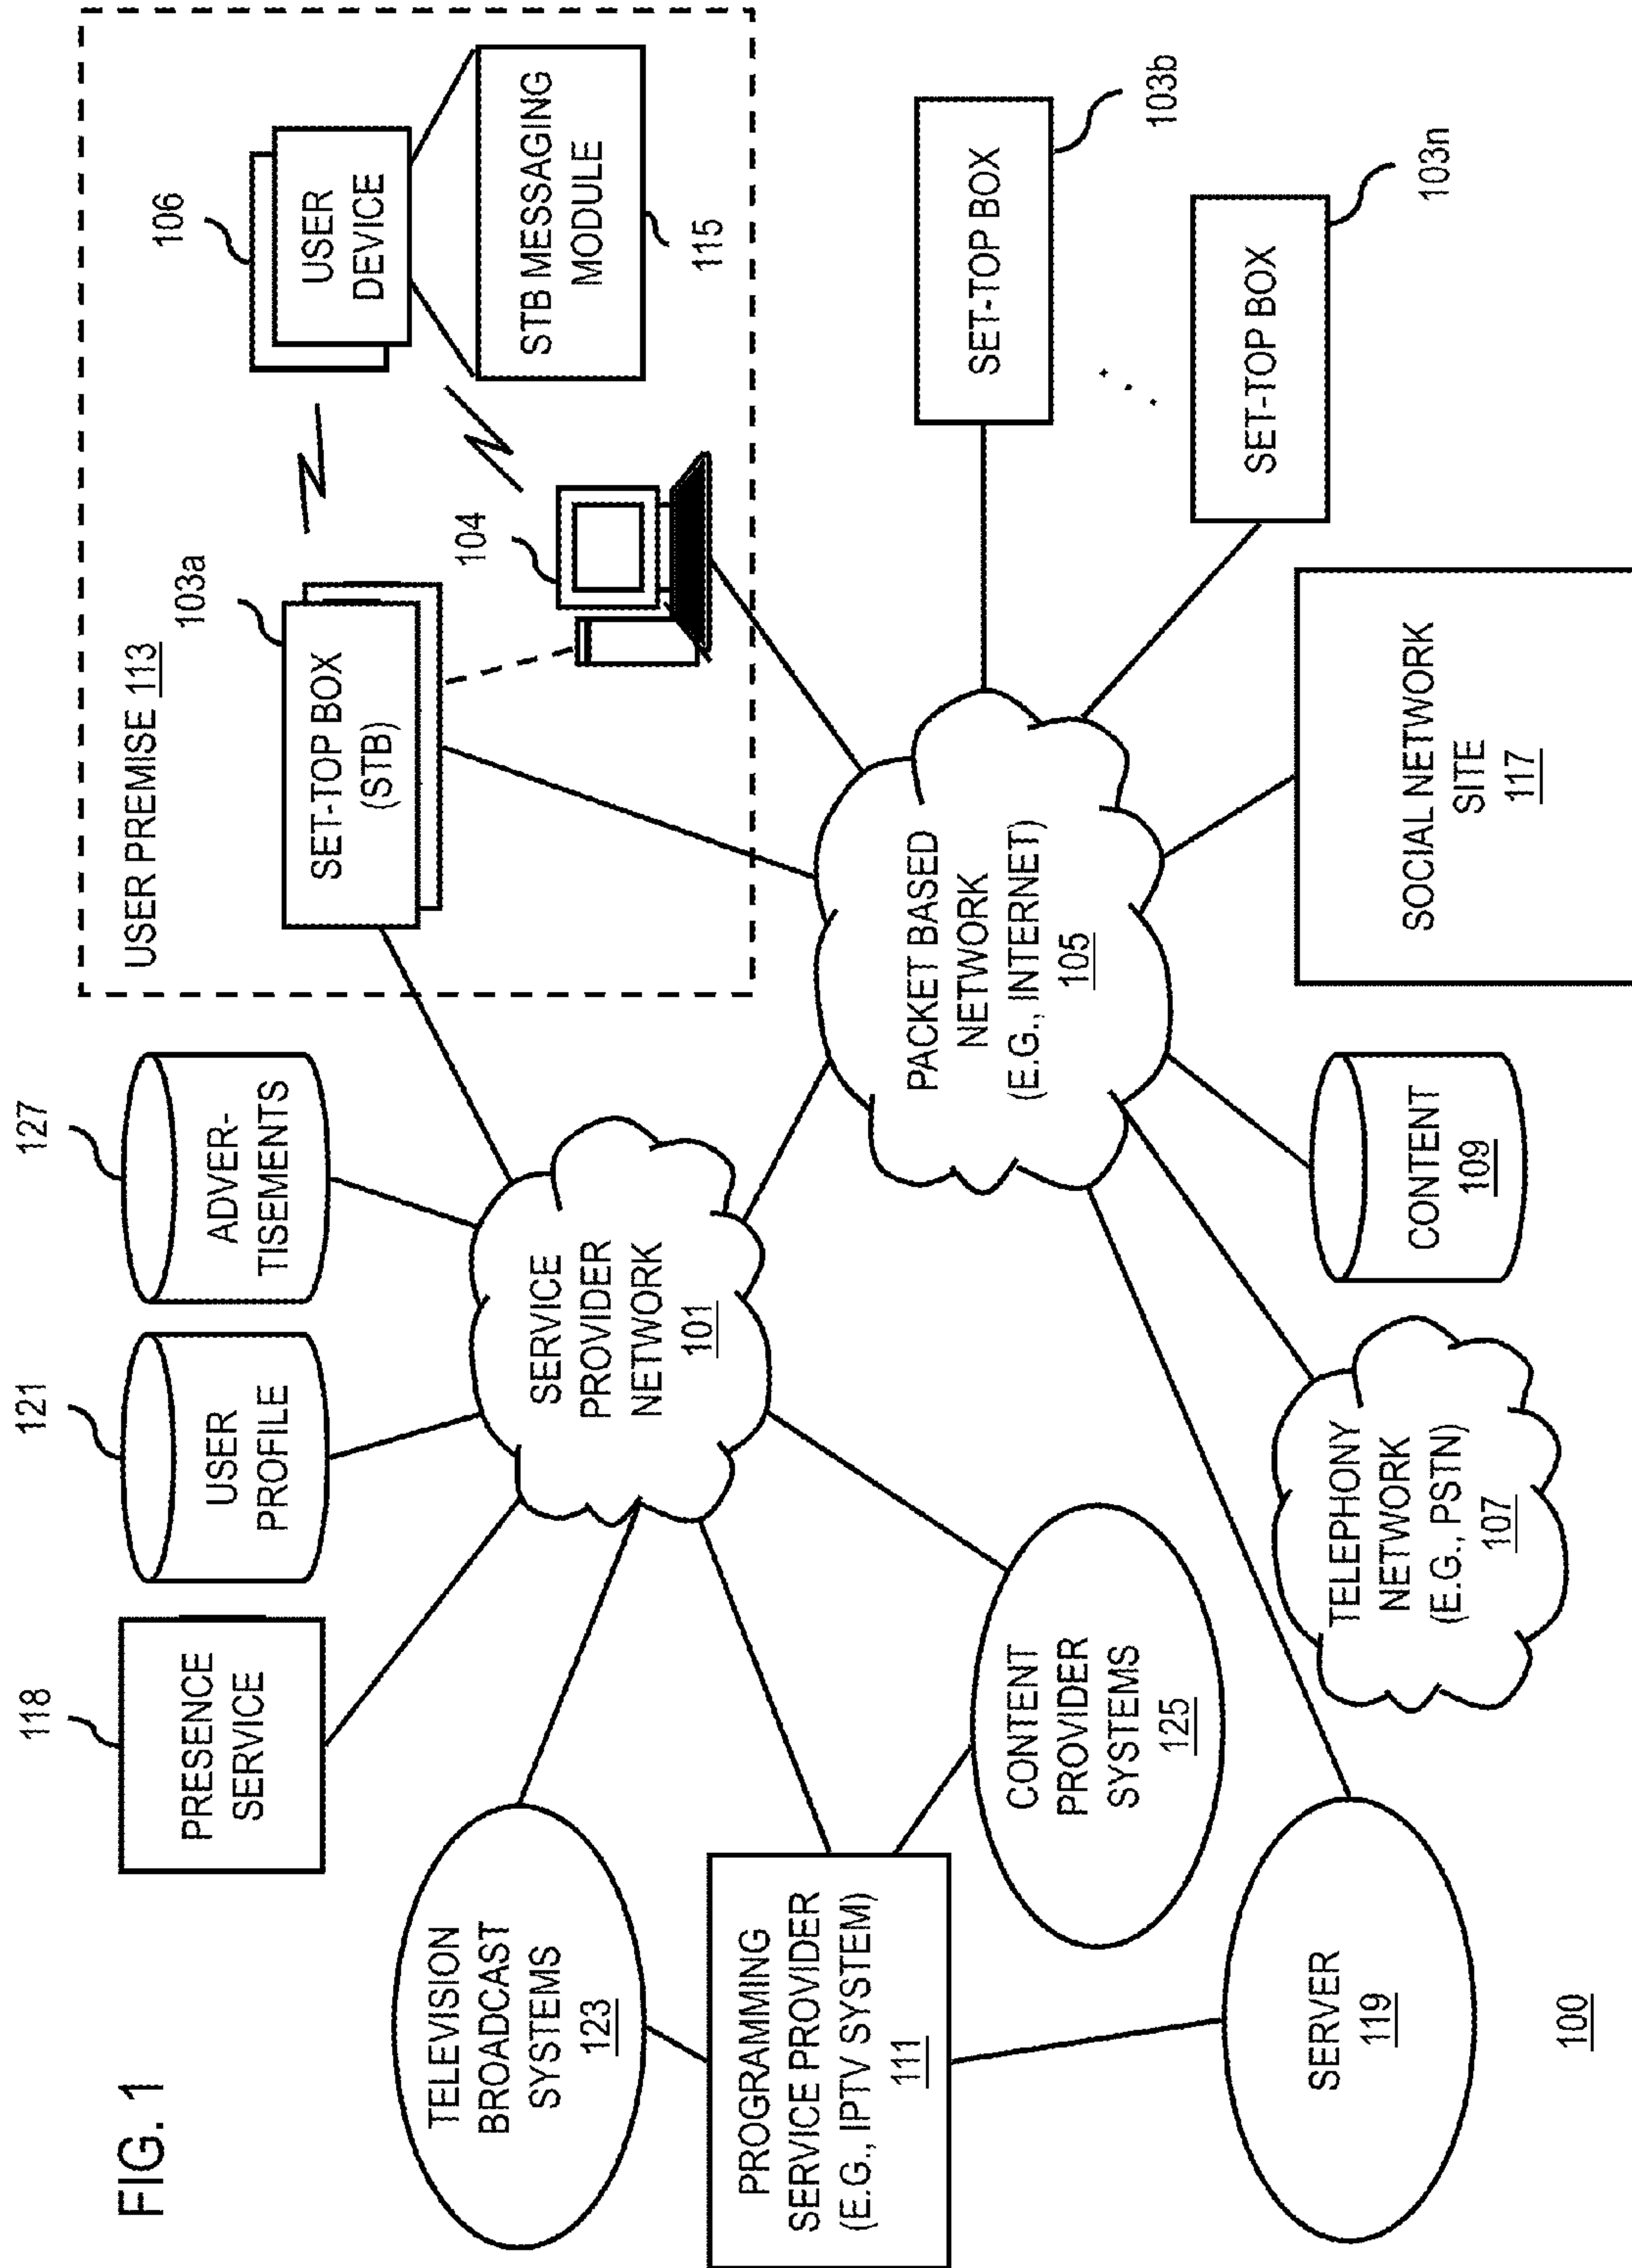 FIG. 1
118
PRESENCE
SERVICE
121
USER
PROFILE
127
ADVER-
TISEMENTS
USER PREMISE 113
103a
SET-TOP BOX
(STB)
104
106
USER
DEVICE
STB MESSAGING
MODULE
115
TELEVISION
BROADCAST
SYSTEMS
123
SERVICE
PROVIDER
NETWORK
101
PROGRAMMING
SERVICE PROVIDER
(E.G., IPTV SYSTEM)
111
CONTENT
PROVIDER
SYSTEMS
125
PACKET BASED
NETWORK
(E.G., INTERNET)
105
SET-TOP BOX
103b
SET-TOP BOX
103n
SERVER
119
TELEPHONY
NETWORK
(E.G., PSTN)
107
CONTENT
109
SOCIAL NETWORK
SITE
117
100